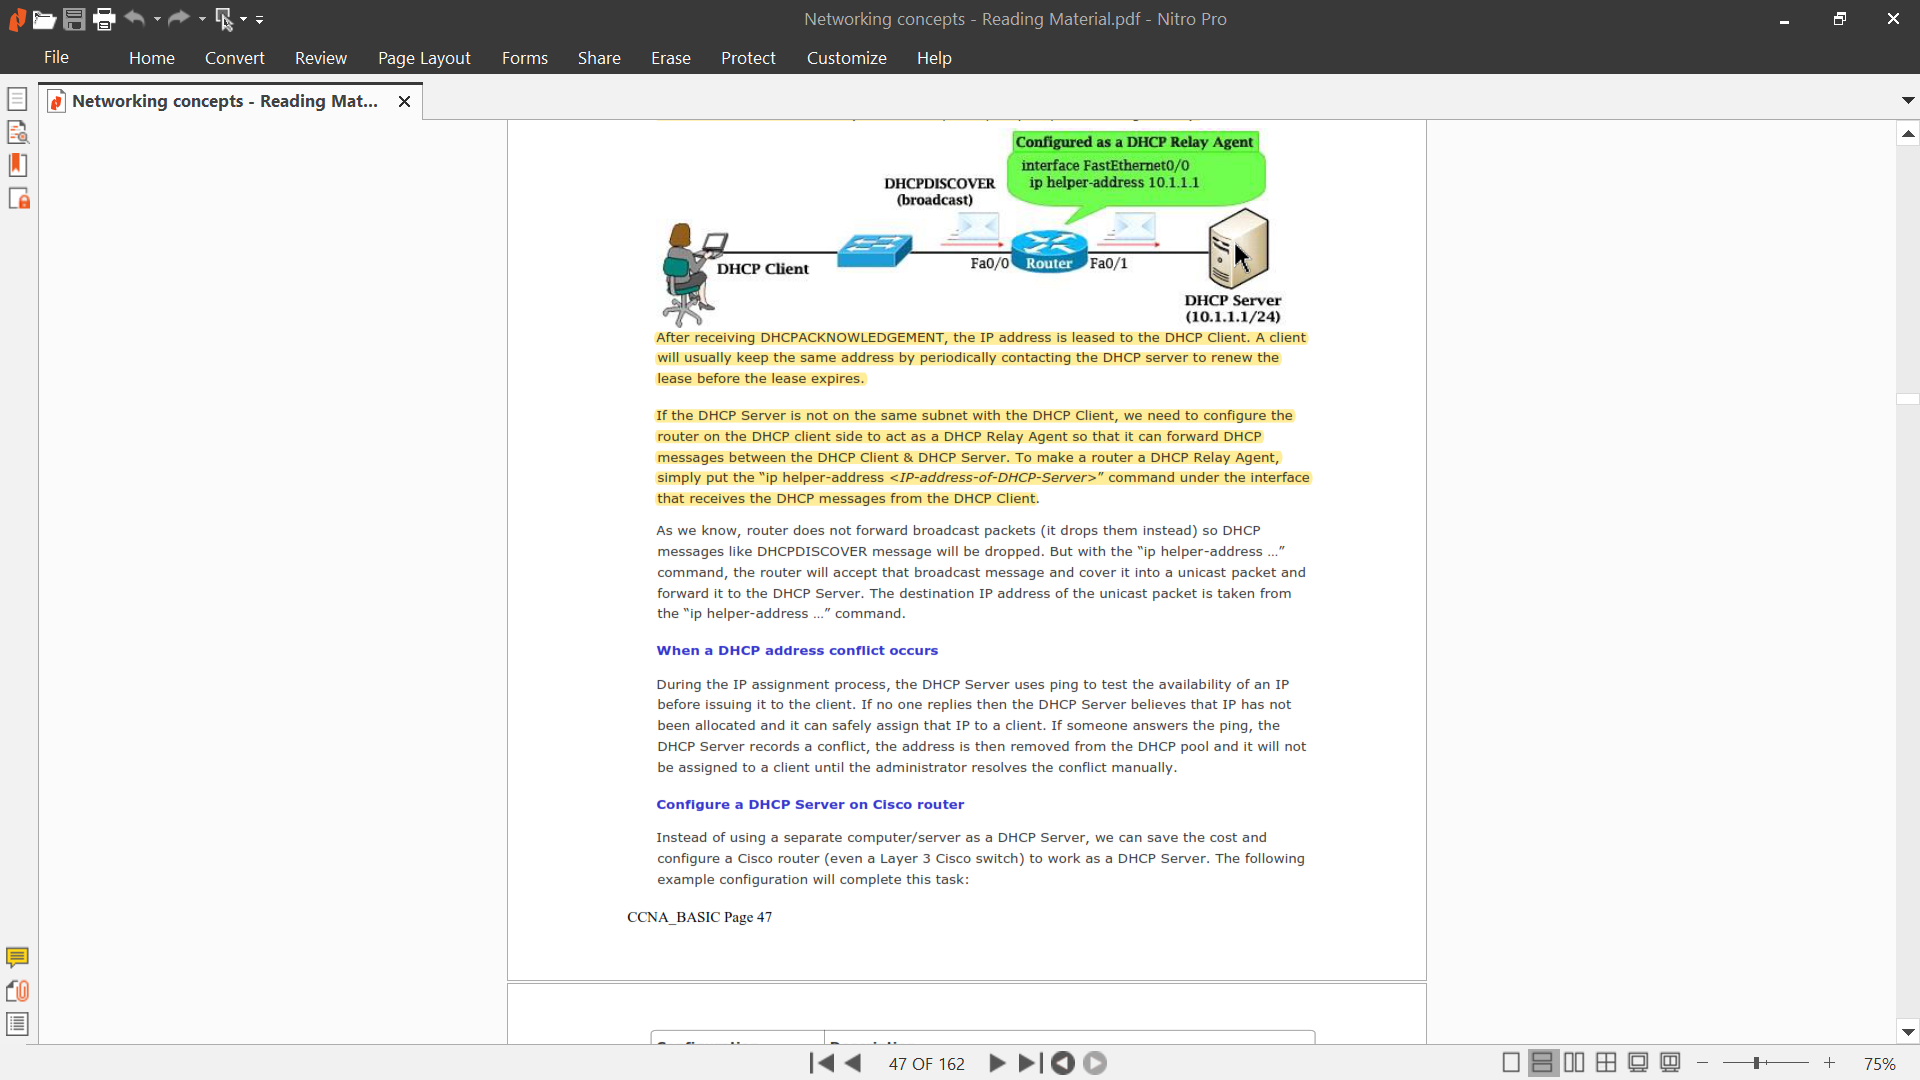 Networking concepts - Reading Material.pdf - Nitro Pro
File Home Convert Review Page Layout Forms Share Erase Protect Customize Help
Networking concepts - Reading Mat...
Configured as a DHCP Relay Agent
interface FastEthernet0/0
ip helper-address 10.1.1.1
DHCPDISCOVER
(broadcast)
DHCP Client
Fa0/0 Router Fa0/1
DHCP Server
(10.1.1.1/24)
After receiving DHCPACKNOWLEDGEMENT, the IP address is leased to the DHCP Client. A client
will usually keep the same address by periodically contacting the DHCP server to renew the
lease before the lease expires.
If the DHCP Server is not on the same subnet with the DHCP Client, we need to configure the
router on the DHCP client side to act as a DHCP Relay Agent so that it can forward DHCP
messages between the DHCP Client & DHCP Server. To make a router a DHCP Relay Agent,
simply put the “ip helper-address <IP-address-of-DHCP-Server>” command under the interface
that receives the DHCP messages from the DHCP Client.
As we know, router does not forward broadcast packets (it drops them instead) so DHCP
messages like DHCPDISCOVER message will be dropped. But with the “ip helper-address …”
command, the router will accept that broadcast message and cover it into a unicast packet and
forward it to the DHCP Server. The destination IP address of the unicast packet is taken from
the “ip helper-address …” command.
When a DHCP address conflict occurs
During the IP assignment process, the DHCP Server uses ping to test the availability of an IP
before issuing it to the client. If no one replies then the DHCP Server believes that IP has not
been allocated and it can safely assign that IP to a client. If someone answers the ping, the
DHCP Server records a conflict, the address is then removed from the DHCP pool and it will not
be assigned to a client until the administrator resolves the conflict manually.
Configure a DHCP Server on Cisco router
Instead of using a separate computer/server as a DHCP Server, we can save the cost and
configure a Cisco router (even a Layer 3 Cisco switch) to work as a DHCP Server. The following
example configuration will complete this task:
CCNA_BASIC Page 47
47 OF 162
75%